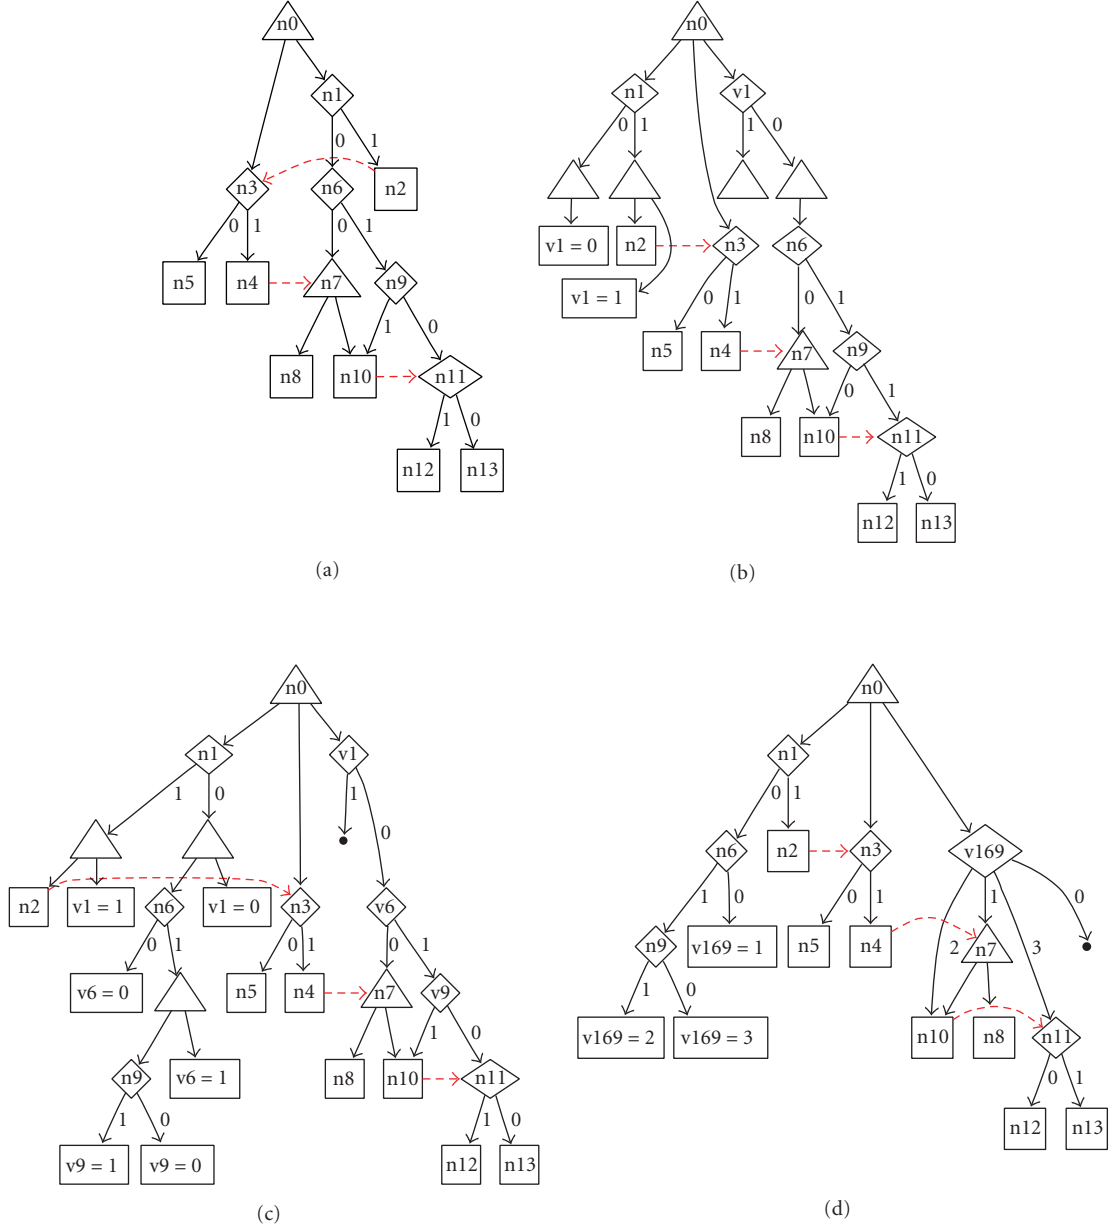 n0
n1
0 1
n3 n6 n2
0 1 0 1
n5 n4 n7 n9
1 0
n8 n10 n11
1 0
n12 n13
(a)
n0
n1 v1
0 1 1 0
v1 = 0 n2 n3 n6
v1 = 1
0 1 0 1
n5 n4 n7 n9
0 1
n8 n10 n11
1 0
n12 n13
(b)
n0
n1 v1
1 0 1 0
n2 v1 = 1 n6 v1 = 0 n3 v6
0 1 0 1 0 1
v6 = 0 n5 n4 n7 v9
1 0
n9 v6 = 1 n8 n10 n11
1 0 1 0
v9 = 1 v9 = 0 n12 n13
(c)
n0
n1
0 1
n6 n2 n3 v169
1 0 0 1 1 0
n9 v169 = 1 n5 n4 2 n7 3
1 0
v169 = 2 v169 = 3 n10 n8 n11
0 1
n12 n13
(d)